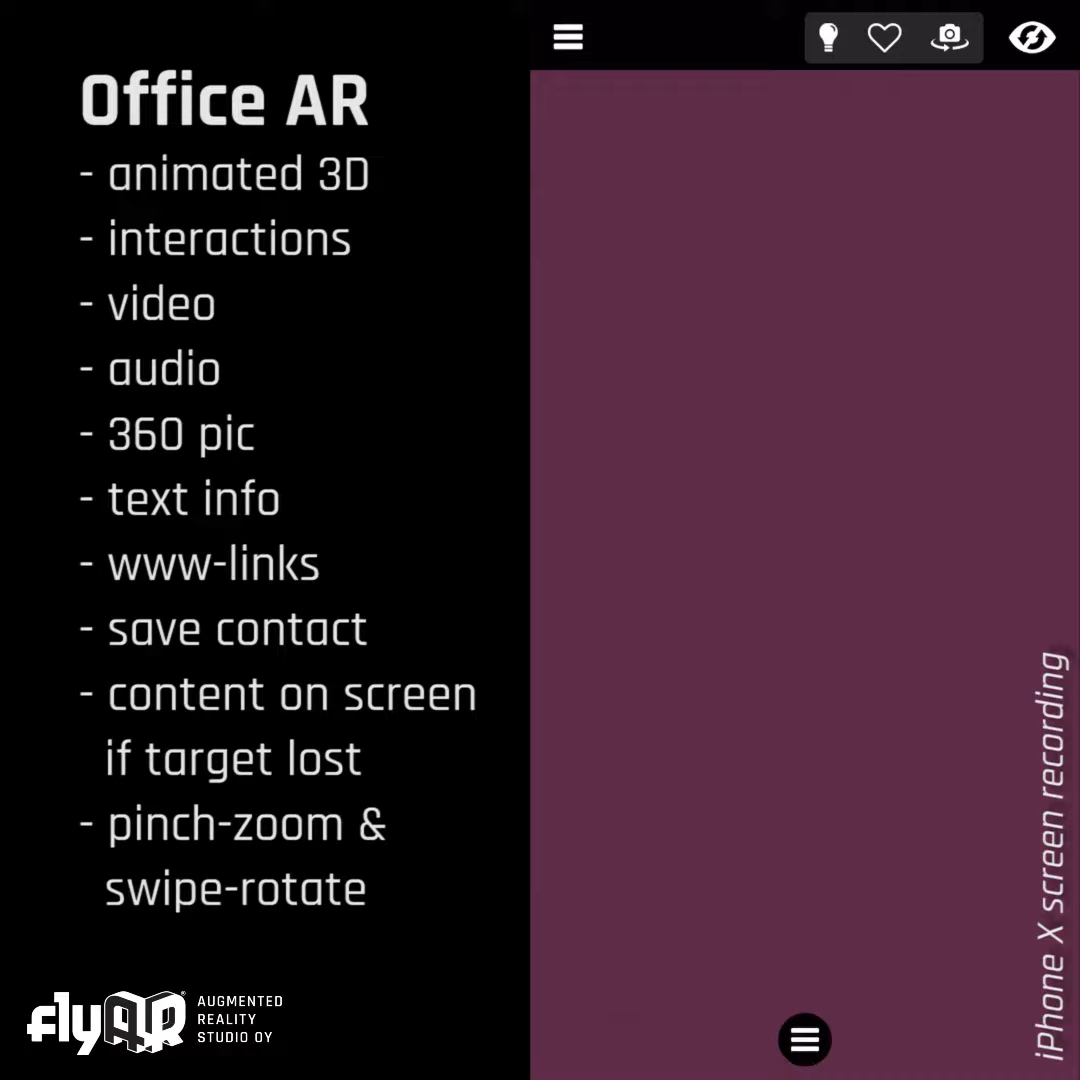 Office AR
- animated 3D
- interactions
- video
- audio
- 360 pic
- text info
- www-links
- save contact
- content on screen
if target lost
- pinch-zoom &
swipe-rotate
flyAR®
AUGMENTED
REALITY
STUDIO OY
iPhone X screen recording